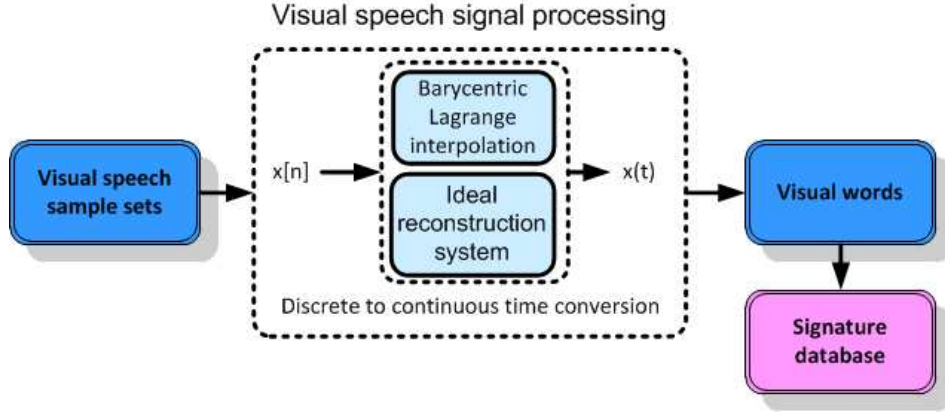 Visual speech signal processing
Visual speech
sample sets
x[n]
Barycentric
Lagrange
interpolation
Ideal
reconstruction
system
x(t)
Discrete to continuous time conversion
Visual words
Signature
database